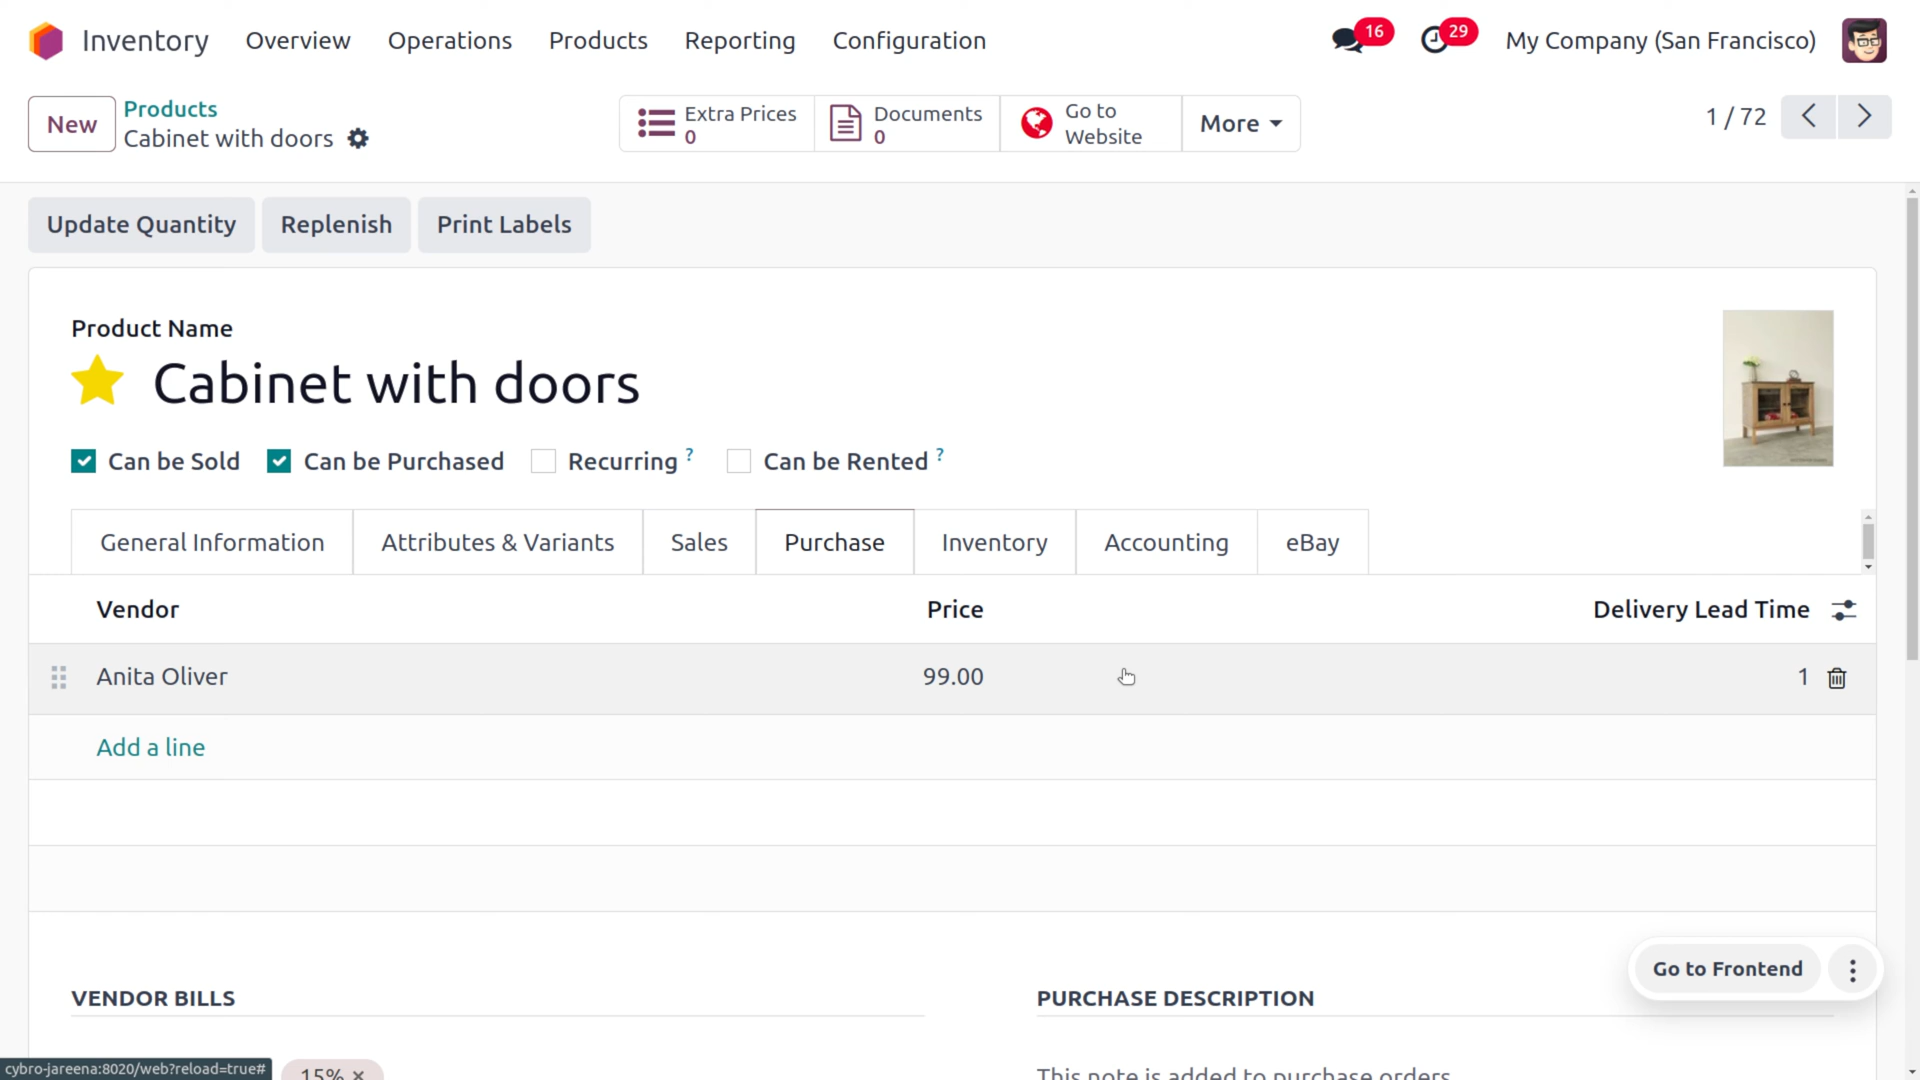 Inventory Overview Operations Products Reporting Configuration 16 29 My Company (San Francisco)
New
Products
Cabinet with doors
Extra Prices
0
Documents
0
Go to
Website
More
1 / 72
Update Quantity Replenish Print Labels
Product Name
Cabinet with doors
Can be Sold Can be Purchased Recurring ? Can be Rented ?
General Information Attributes & Variants Sales Purchase Inventory Accounting eBay
Vendor Price Delivery Lead Time
Anita Oliver 99.00 1
Add a line
Go to Frontend
VENDOR BILLS PURCHASE DESCRIPTION
cybro-jareena:8020/web?reload=true#
15% ×
This note is added to purchase orders.